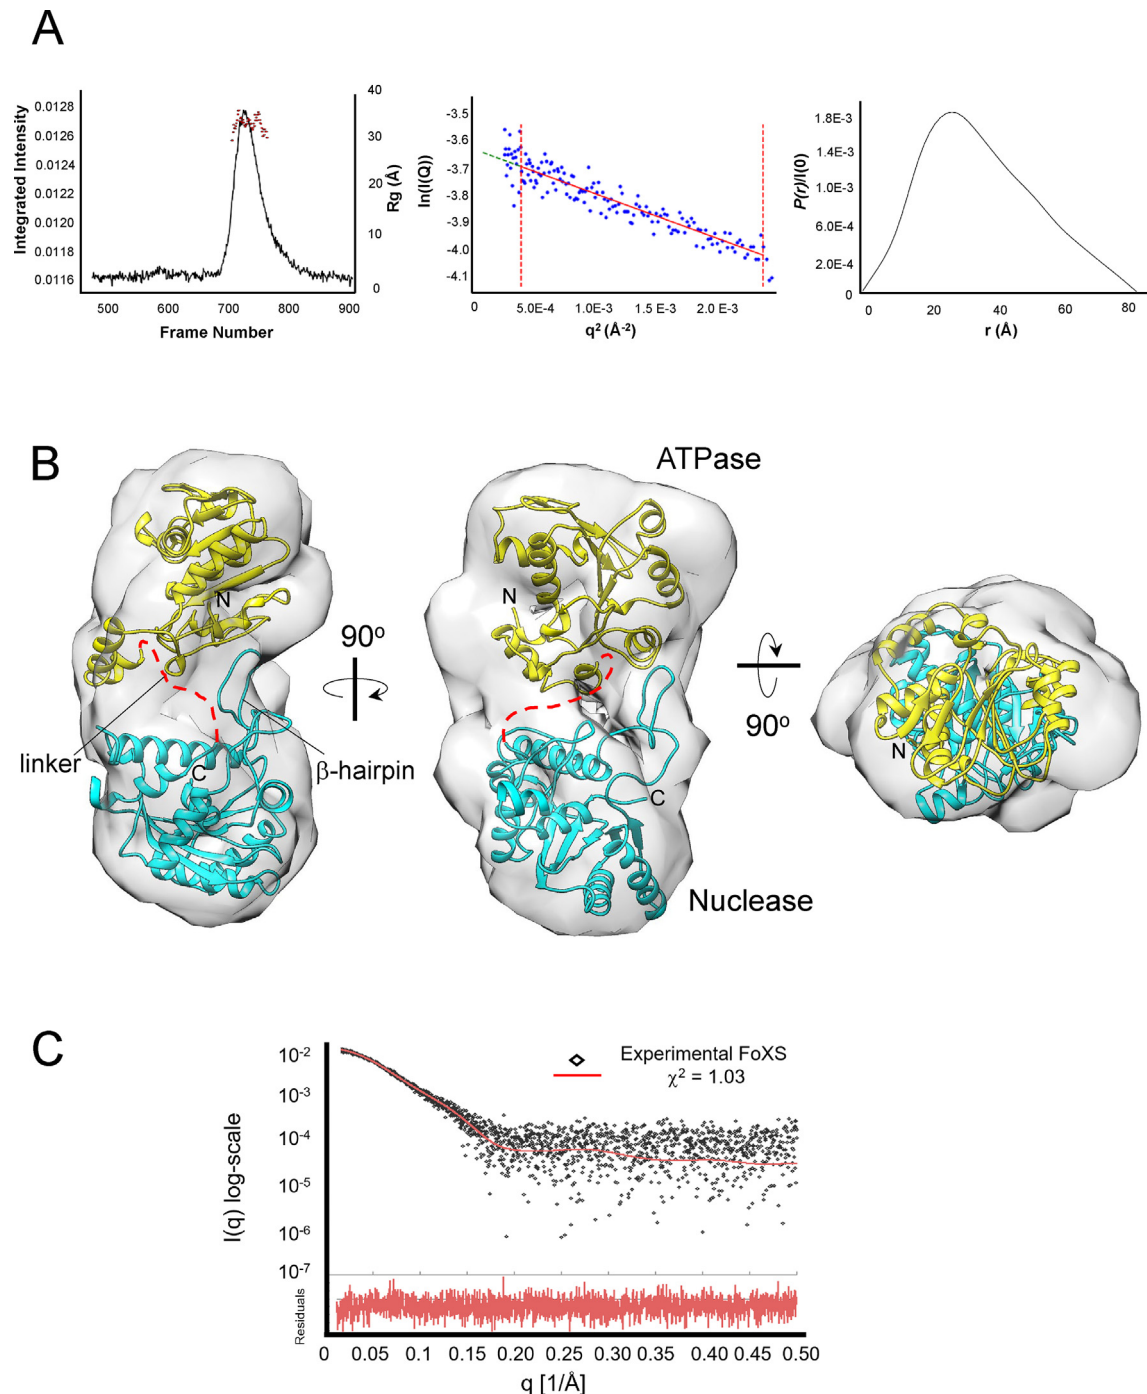 A
Integrated Intensity
0.0128
0.0126
0.0124
0.0122
0.0120
0.0118
0.0116
500 600 700 800 900
Frame Number
40
30
20
10
0
Rg (Å)
ln(I(Q))
-3.5
-3.6
-3.7
-3.8
-3.9
-4.0
-4.1
0 5.0E-4 1.0E-3 1.5 E-3 2.0 E-3
q² (Å⁻²)
P(r)/I(0)
1.8E-3
1.4E-3
1.0E-3
6.0E-4
2.0E-4
0
0 20 40 60 80
r (Å)
B
ATPase
N
N
90º
90º
N
linker
C
β-hairpin
C
Nuclease
C
I(q) log-scale
10⁻²
10⁻³
10⁻⁴
10⁻⁵
10⁻⁶
10⁻⁷
Experimental FoXS
χ² = 1.03
Residuals
0 0.05 0.10 0.15 0.20 0.25 0.30 0.35 0.40 0.45 0.50
q [1/Å]